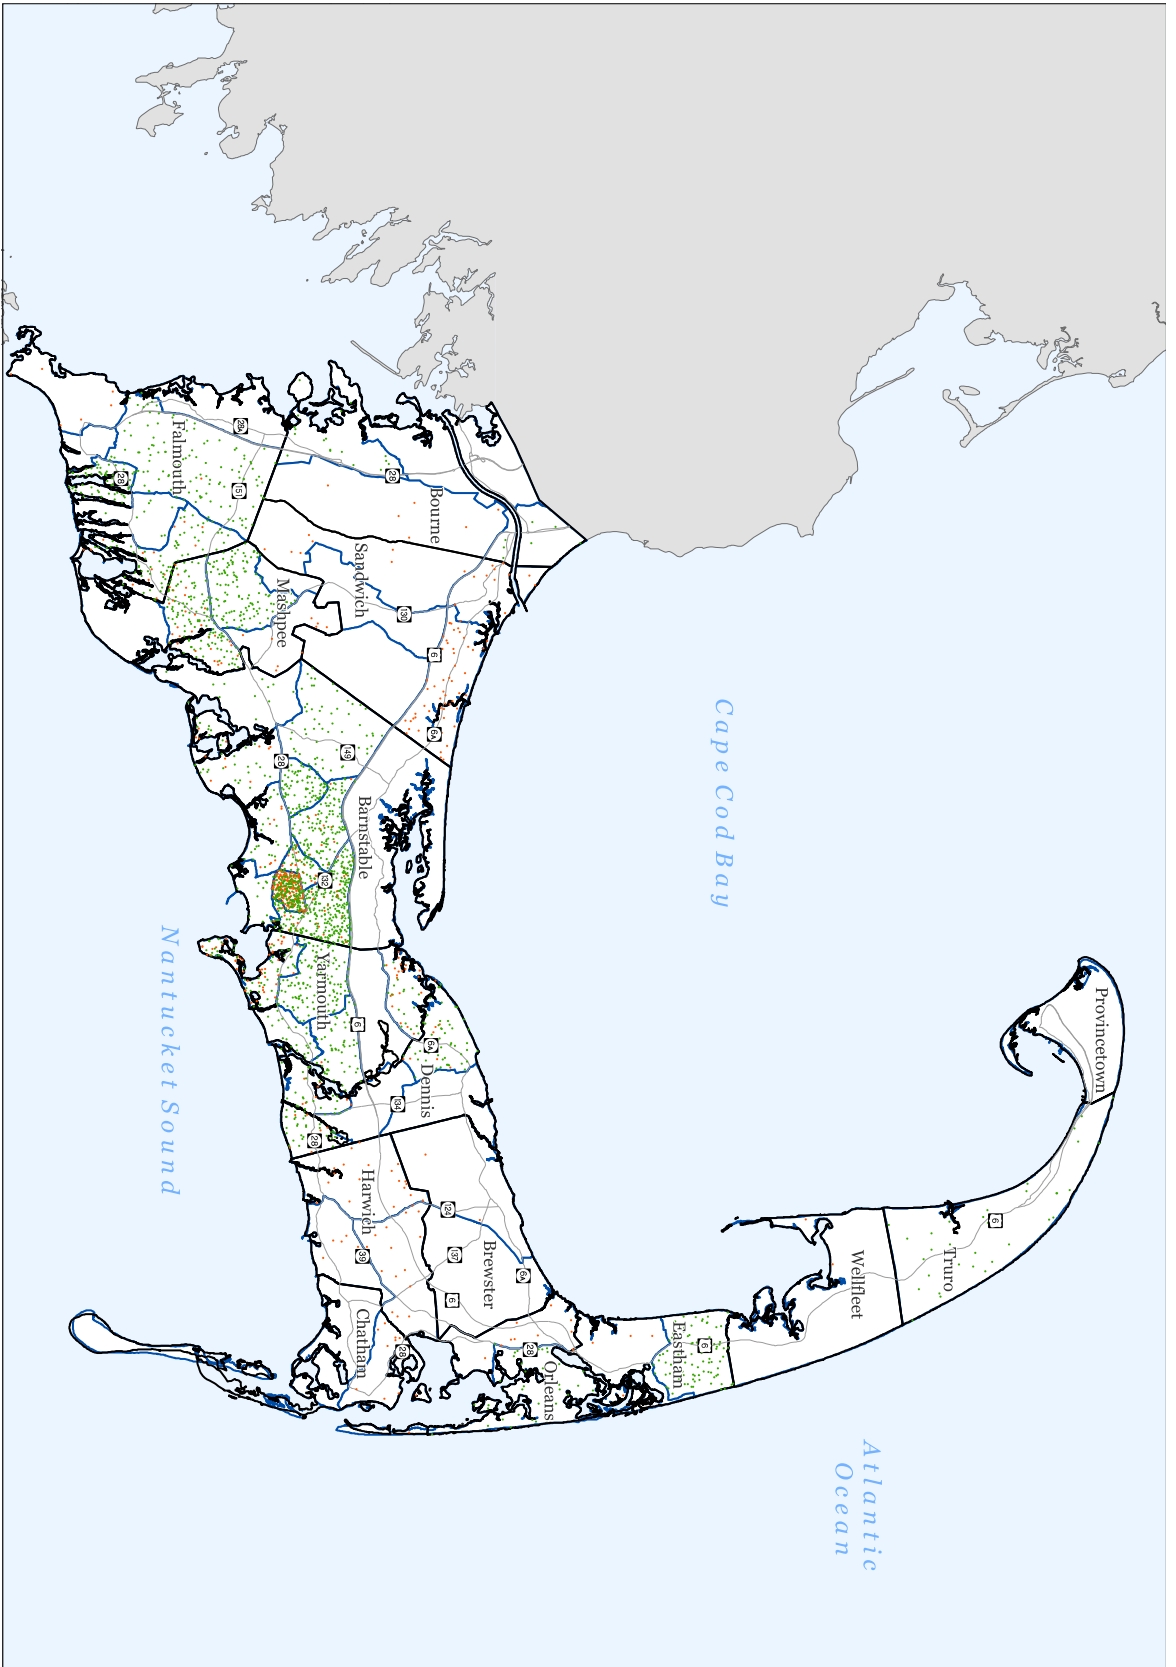 Provincetown
6
Truro
Wellfleet
Atlantic
Ocean
Cape Cod Bay
6
Eastham
Orleans
28
6A
Brewster
137
6
124
Bourne
6
6A
6A
Dennis
130
28
134
28
Harwich
39
Barnstable
Sandwich
Chatham
6
149
132
Yarmouth
28
Mashpee
28
28A
151
Falmouth
Nantucket Sound
28